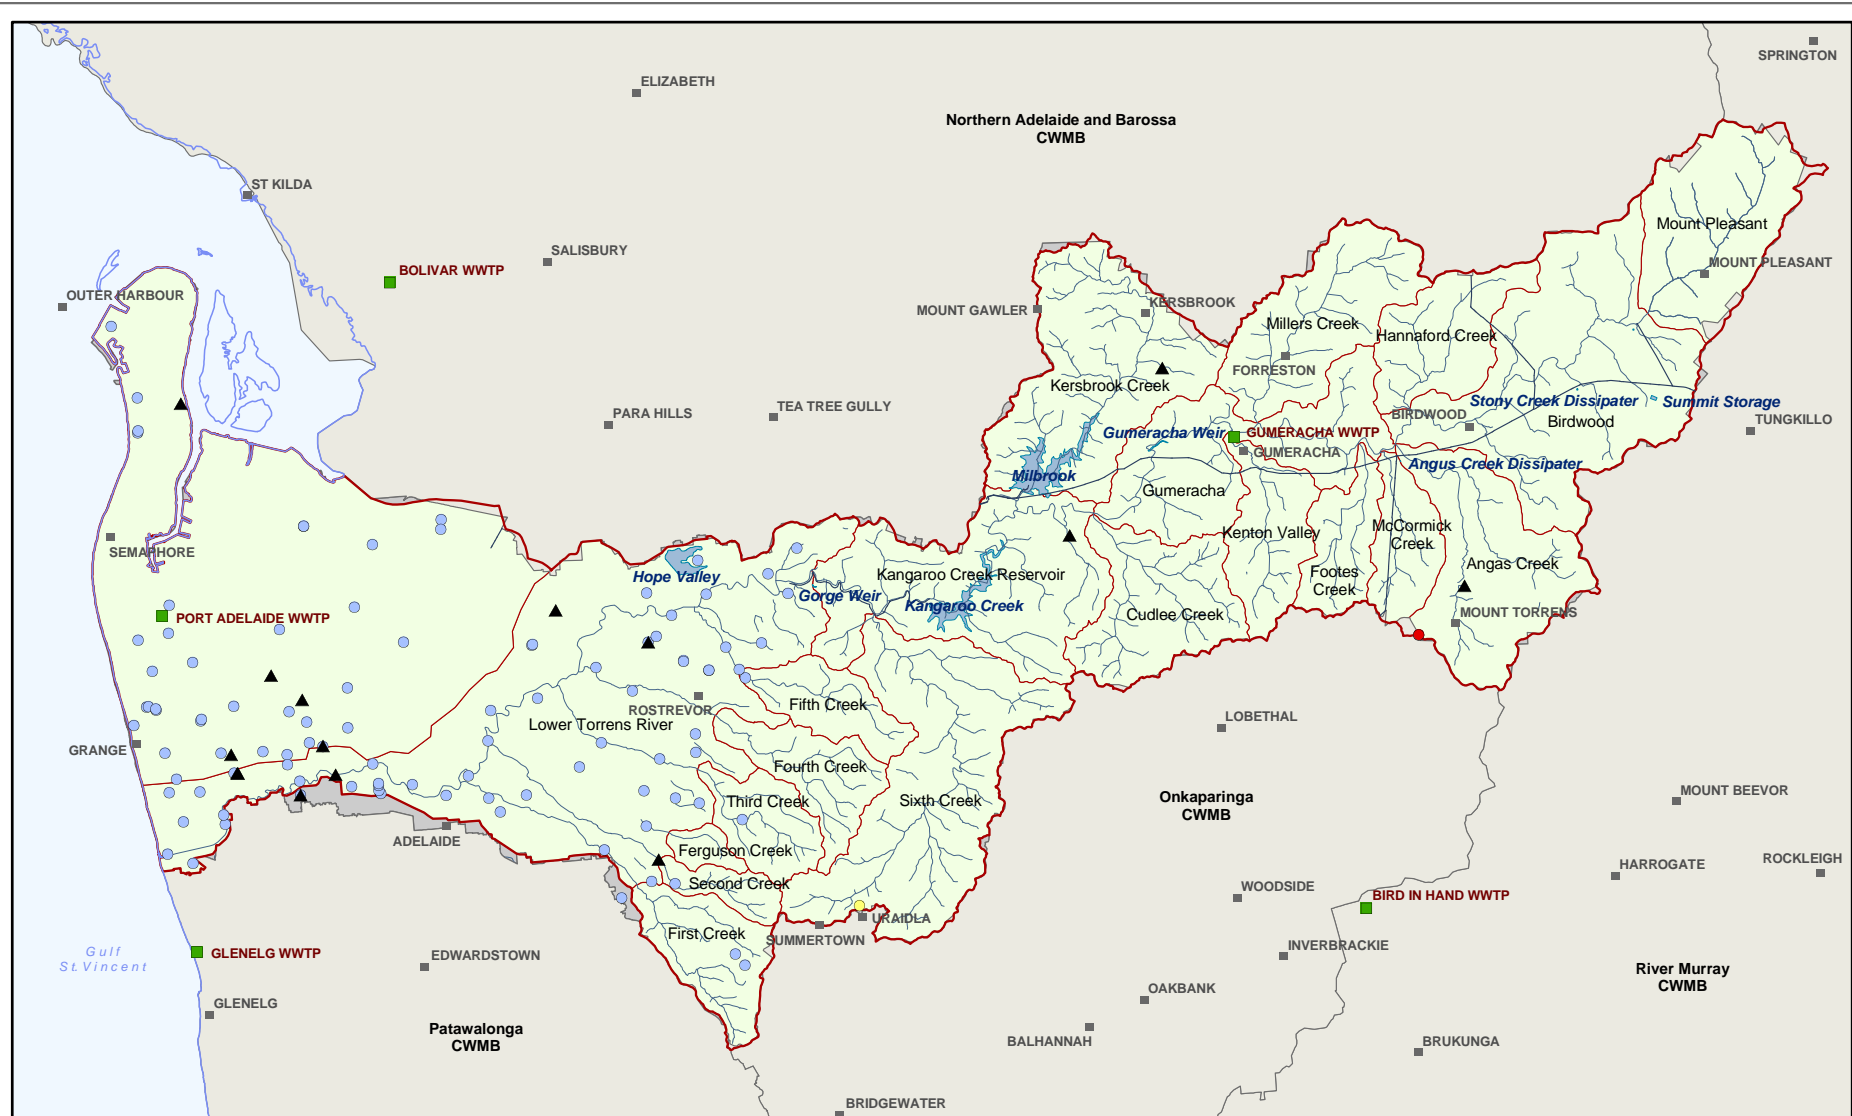 SPRINGTON
ELIZABETH
Northern Adelaide and Barossa
CWMB
ST KILDA
Mount Pleasant
SALISBURY
MOUNT PLEASANT
BOLIVAR WWTP
OUTER HARBOUR
KERSBROOK
MOUNT GAWLER
Millers Creek
Hannaford Creek
FORRESTON
Kersbrook Creek
Stony Creek Dissipater
Summit Storage
PARA HILLS
TEA TREE GULLY
BIRDWOOD
Birdwood
TUNGKILLO
Gumeracha Weir
GUMERACHA WWTP
GUMERACHA
Angus Creek Dissipater
Milbrook
Gumeracha
Kenton Valley
McCormick
Creek
SEMAPHORE
Angas Creek
Hope Valley
Kangaroo Creek Reservoir
Footes
Creek
Gorge Weir
Kangaroo Creek
Cudlee Creek
MOUNT TORRENS
PORT ADELAIDE WWTP
Fifth Creek
ROSTREVOR
Lower Torrens River
LOBETHAL
GRANGE
Fourth Creek
Third Creek
Sixth Creek
Onkaparinga
CWMB
MOUNT BEEVOR
ADELAIDE
Ferguson Creek
HARROGATE
ROCKLEIGH
Second Creek
WOODSIDE
BIRD IN HAND WWTP
URAIDLA
First Creek
SUMMERTOWN
INVERBRACKIE
Gulf
St.Vincent
GLENELG WWTP
EDWARDSTOWN
River Murray
CWMB
OAKBANK
GLENELG
Patawalonga
CWMB
BALHANNAH
BRUKUNGA
BRIDGEWATER